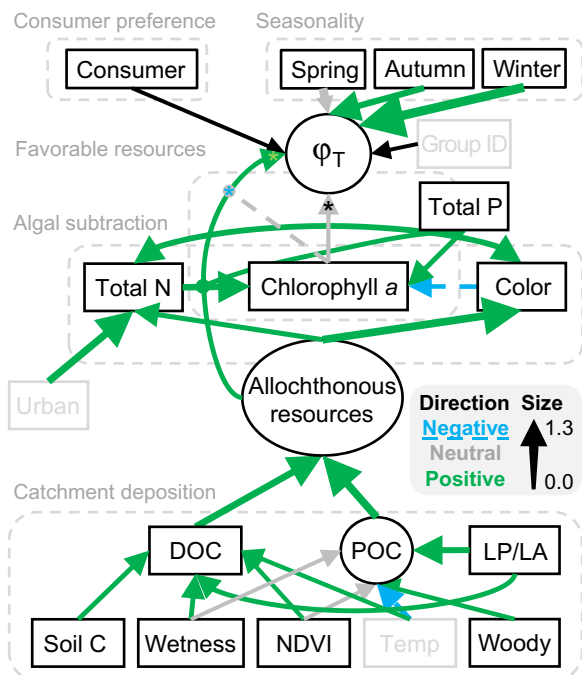 Consumer preference
Seasonality
Consumer
Spring
Autumn
Winter
Favorable resources
φT
Group ID
*
*
*
Total P
Algal subtraction
Total N
Chlorophyll a
Color
Urban
Allochthonous
resources
Direction Size
Negative
Neutral
Positive
1.3
0.0
Catchment deposition
DOC
POC
LP/LA
Soil C
Wetness
NDVI
Temp
Woody